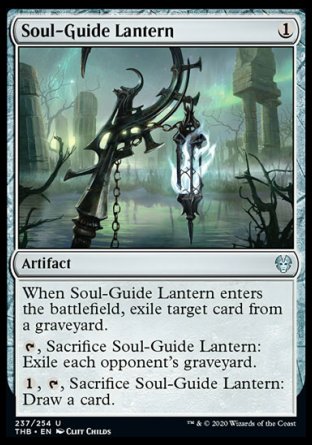 Soul-Guide Lantern 1
Artifact
When Soul-Guide Lantern enters
the battlefield, exile target card from
a graveyard.
, Sacrifice Soul-Guide Lantern:
Exile each opponent's graveyard.
1, , Sacrifice Soul-Guide Lantern:
Draw a card.
237/254 U
THB • EN Cliff Childs
™ & © 2020 Wizards of the Coast